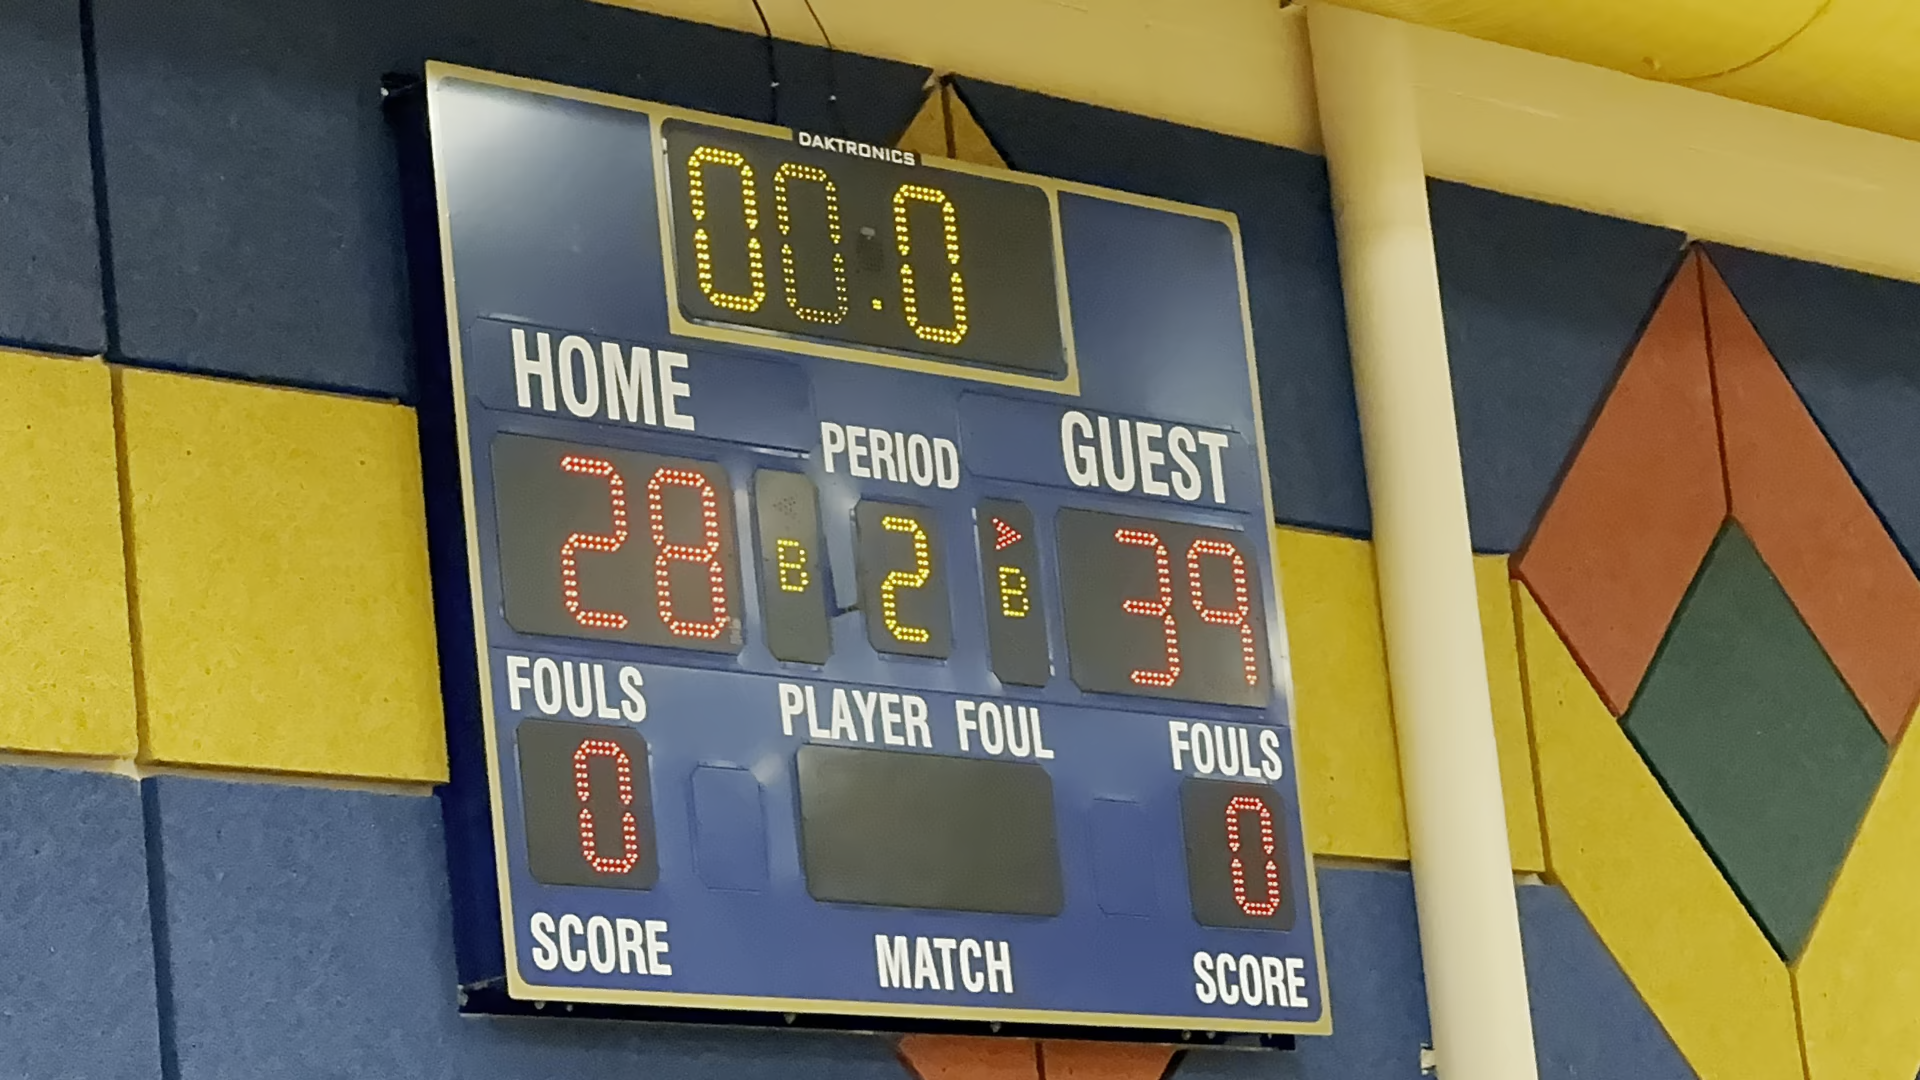 DAKTRONICS
00.0
HOME
PERIOD
GUEST
28 B 2 B 39
FOULS
PLAYER FOUL
FOULS
0
0
SCORE
MATCH
SCORE